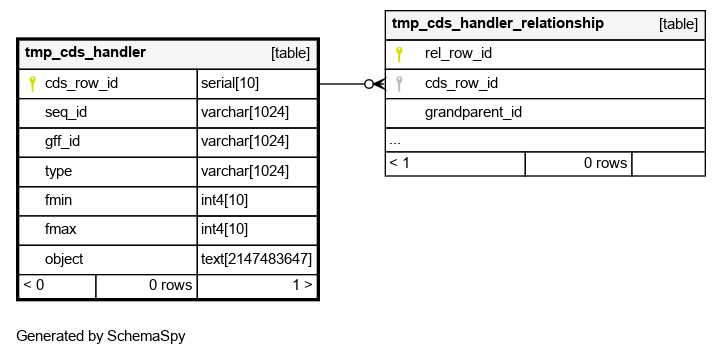 tmp_cds_handler [table]
cds_row_id serial[10]
seq_id varchar[1024]
gff_id varchar[1024]
type varchar[1024]
fmin int4[10]
fmax int4[10]
object text[2147483647]
< 0 0 rows 1 >
tmp_cds_handler_relationship [table]
rel_row_id
cds_row_id
grandparent_id
...
< 1 0 rows
Generated by SchemaSpy